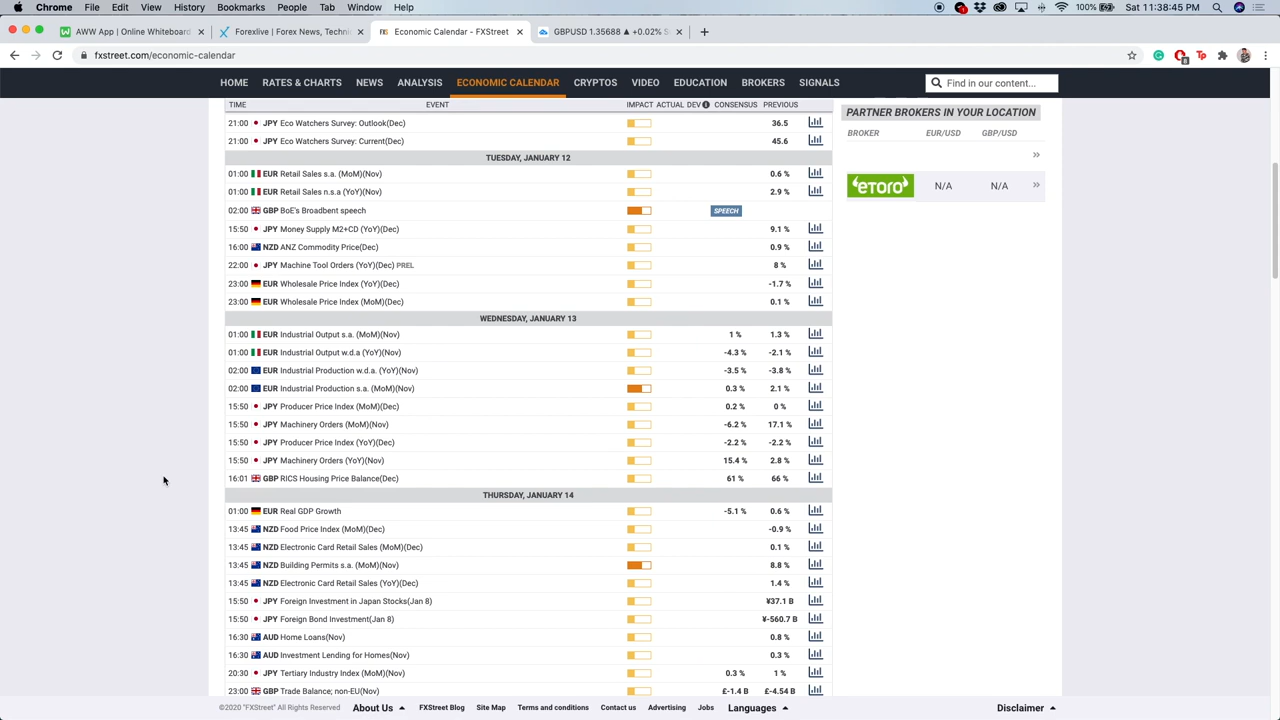 Chrome File Edit View History Bookmarks People Tab Window Help 100% Sat 11:38:45 PM
AWW App | Online Whiteboard Forexlive | Forex News, Techni Economic Calendar - FXStreet GBPUSD 1.35688 ▲ +0.02% S
fxstreet.com/economic-calendar
HOME RATES & CHARTS NEWS ANALYSIS ECONOMIC CALENDAR CRYPTOS VIDEO EDUCATION BROKERS SIGNALS Find in our content...
TIME EVENT IMPACT ACTUAL DEV CONSENSUS PREVIOUS
21:00 JPY Eco Watchers Survey: Outlook(Dec) 36.5
21:00 JPY Eco Watchers Survey: Current(Dec) 45.6
TUESDAY, JANUARY 12
01:00 EUR Retail Sales s.a. (MoM)(Nov) 0.6 %
01:00 EUR Retail Sales n.s.a (YoY)(Nov) 2.9 %
02:00 GBP BoE's Broadbent speech SPEECH
15:50 JPY Money Supply M2+CD (YoY)(Dec) 9.1 %
16:00 NZD ANZ Commodity Price(Dec) 0.9 %
22:00 JPY Machine Tool Orders (YoY)(Dec) PREL 8 %
23:00 EUR Wholesale Price Index (YoY)(Dec) -1.7 %
23:00 EUR Wholesale Price Index (MoM)(Dec) 0.1 %
WEDNESDAY, JANUARY 13
01:00 EUR Industrial Output s.a. (MoM)(Nov) 1 % 1.3 %
01:00 EUR Industrial Output w.d.a (YoY)(Nov) -4.3 % -2.1 %
02:00 EUR Industrial Production w.d.a. (YoY)(Nov) -3.5 % -3.8 %
02:00 EUR Industrial Production s.a. (MoM)(Nov) 0.3 % 2.1 %
15:50 JPY Producer Price Index (MoM)(Dec) 0.2 % 0 %
15:50 JPY Machinery Orders (MoM)(Nov) -6.2 % 17.1 %
15:50 JPY Producer Price Index (YoY)(Dec) -2.2 % -2.2 %
15:50 JPY Machinery Orders (YoY)(Nov) 15.4 % 2.8 %
16:01 GBP RICS Housing Price Balance(Dec) 61 % 66 %
THURSDAY, JANUARY 14
01:00 EUR Real GDP Growth -5.1 % 0.6 %
13:45 NZD Food Price Index (MoM)(Dec) -0.9 %
13:45 NZD Electronic Card Retail Sales (MoM)(Dec) 0.1 %
13:45 NZD Building Permits s.a. (MoM)(Nov) 8.8 %
13:45 NZD Electronic Card Retail Sales (YoY)(Dec) 1.4 %
15:50 JPY Foreign Investment in Japan Stocks(Jan 8) ¥37.1 B
15:50 JPY Foreign Bond Investment(Jan 8) ¥-560.7 B
16:30 AUD Home Loans(Nov) 0.8 %
16:30 AUD Investment Lending for Homes(Nov) 0.3 %
20:30 JPY Tertiary Industry Index (MoM)(Nov) 0.3 % 1 %
23:00 GBP Trade Balance; non-EU(Nov) £-1.4 B £-4.54 B
PARTNER BROKERS IN YOUR LOCATION
BROKER EUR/USD GBP/USD
»
eToro N/A N/A »
©2020 "FXStreet" All Rights Reserved About Us FXStreet Blog Site Map Terms and conditions Contact us Advertising Jobs Languages Disclaimer